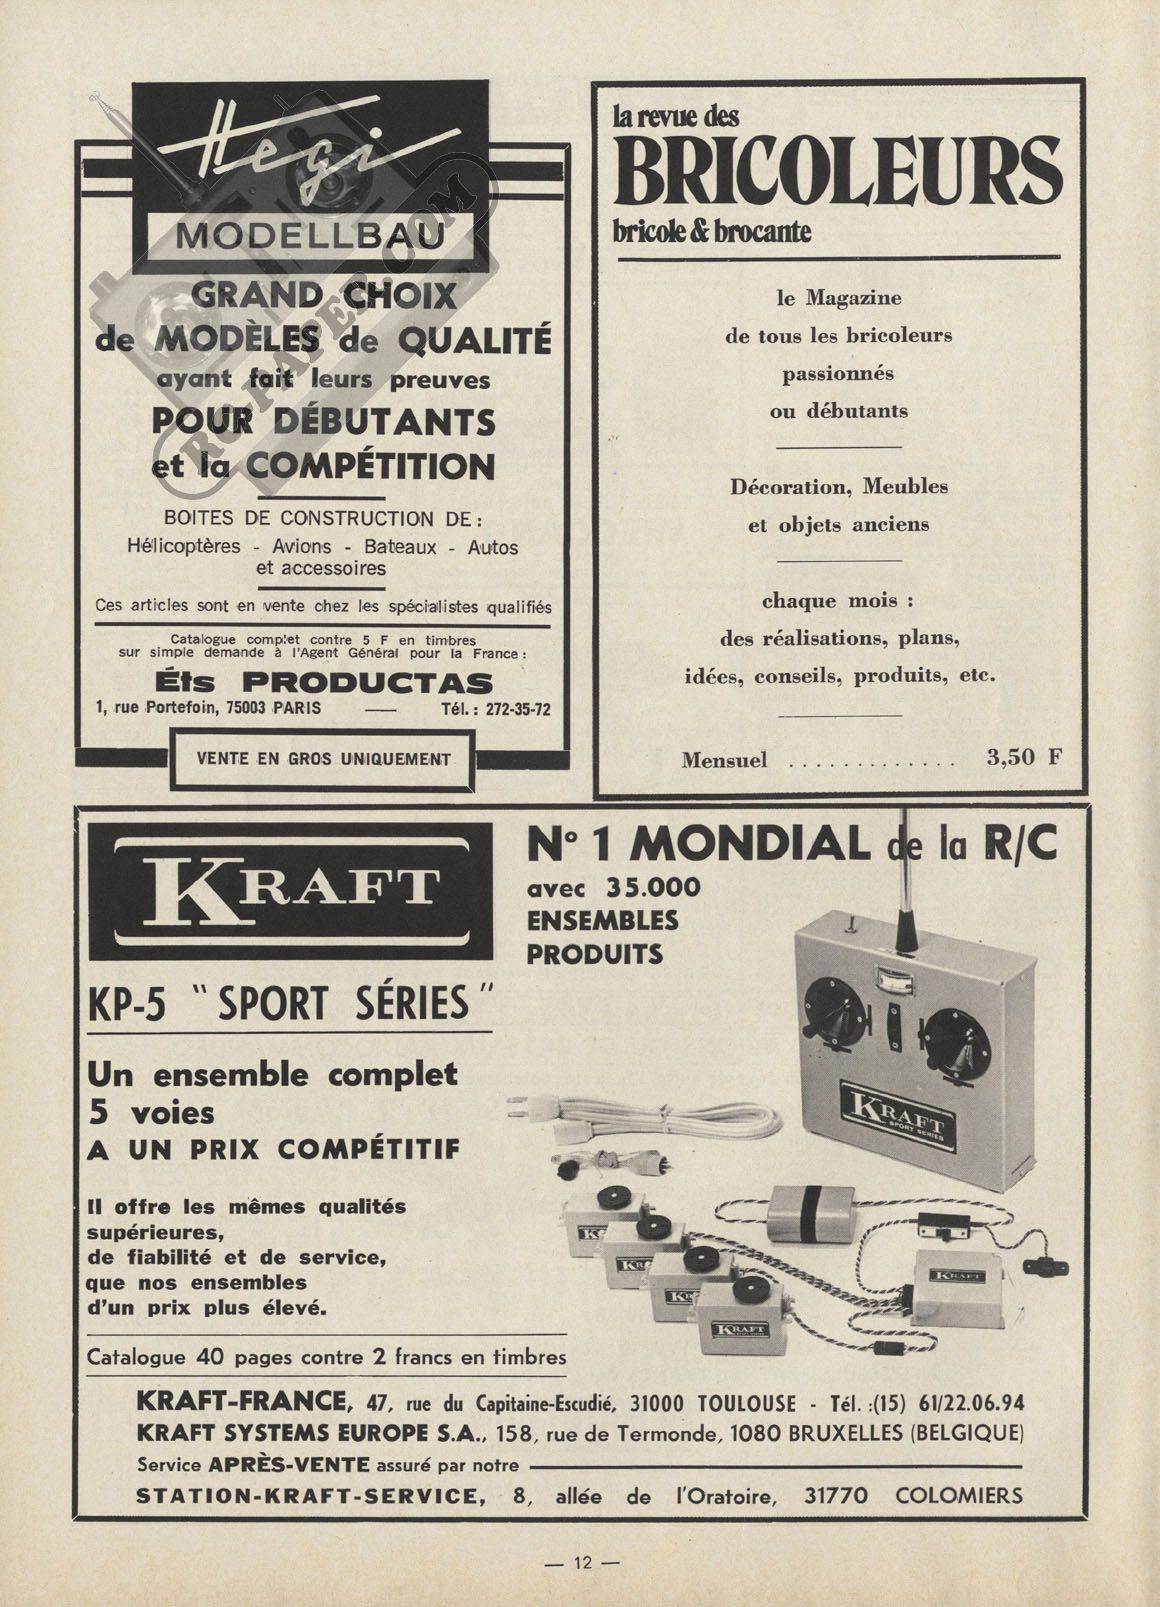 Hegi
MODELLBAU
GRAND CHOIX
de MODÈLES de QUALITÉ
ayant fait leurs preuves
POUR DÉBUTANTS
et la COMPÉTITION
BOITES DE CONSTRUCTION DE :
Hélicoptères - Avions - Bateaux - Autos
et accessoires
Ces articles sont en vente chez les spécialistes qualifiés
Catalogue complet contre 5 F en timbres
sur simple demande à l'Agent Général pour la France :
Éts PRODUCTAS
1, rue Portefoin, 75003 PARIS — Tél. : 272-35-72
VENTE EN GROS UNIQUEMENT
RC-PAPER.COM
la revue des
BRICOLEURS
bricole & brocante
le Magazine
de tous les bricoleurs
passionnés
ou débutants
Décoration, Meubles
et objets anciens
chaque mois :
des réalisations, plans,
idées, conseils, produits, etc.
Mensuel ............. 3,50 F
KRAFT
N° 1 MONDIAL de la R/C
avec 35.000
ENSEMBLES
PRODUITS
KP-5 " SPORT SÉRIES "
Un ensemble complet
5 voies
A UN PRIX COMPÉTITIF
Il offre les mêmes qualités
supérieures,
de fiabilité et de service,
que nos ensembles
d'un prix plus élevé.
KRAFT
SPORT SERIES
KRAFT
KRAFT
KRAFT
Catalogue 40 pages contre 2 francs en timbres
KRAFT-FRANCE, 47, rue du Capitaine-Escudié, 31000 TOULOUSE - Tél. :(15) 61/22.06.94
KRAFT SYSTEMS EUROPE S.A., 158, rue de Termonde, 1080 BRUXELLES (BELGIQUE)
Service APRÈS-VENTE assuré par notre
STATION-KRAFT-SERVICE, 8, allée de l'Oratoire, 31770 COLOMIERS
— 12 —